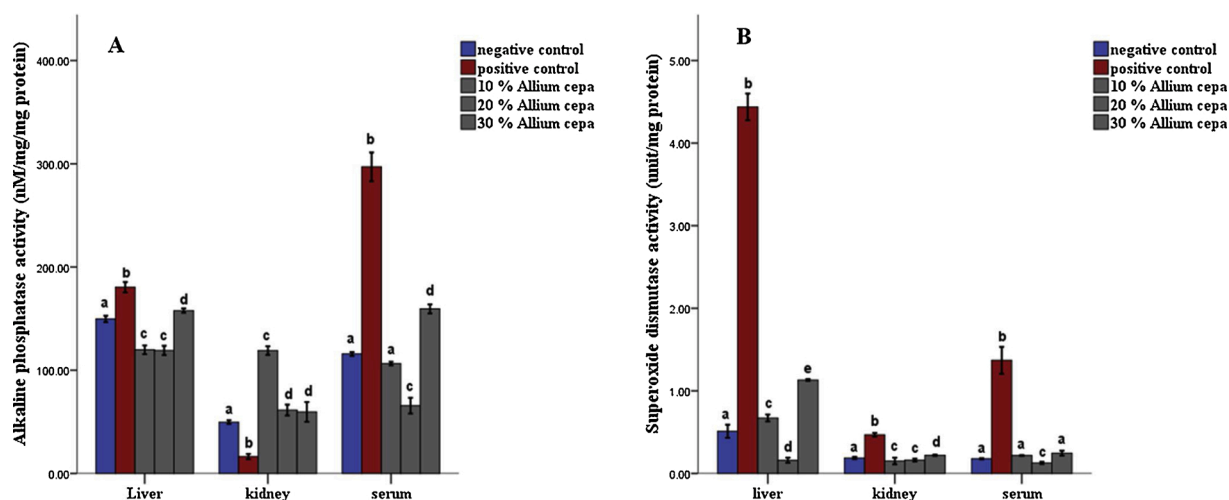 A
Alkaline phosphatase activity (nM/mg/mg protein)
400.00
300.00
200.00
100.00
0.00
a
b
c
c
d
a
b
c
d
d
a
b
a
c
d
Liver
kidney
serum
negative control
positive control
10 % Allium cepa
20 % Allium cepa
30 % Allium cepa
B
Superoxide dismutase activity (unit/mg protein)
5.00
4.00
3.00
2.00
1.00
0.00
a
b
c
d
e
a
b
c
c
d
a
b
a
c
a
liver
kidney
serum
negative control
positive control
10 % Allium cepa
20 % Allium cepa
30 % Allium cepa